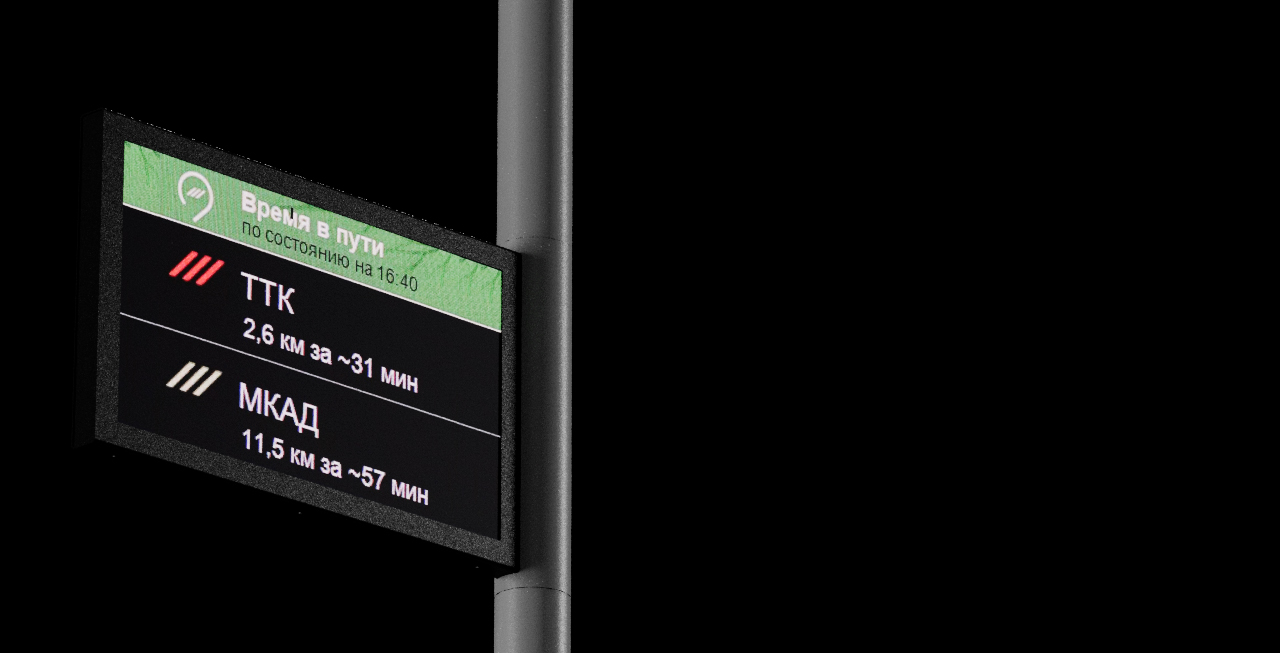 Время в пути
по состоянию на 16:40
ТТК
2,6 км за ~31 мин
МКАД
11,5 км за ~57 мин